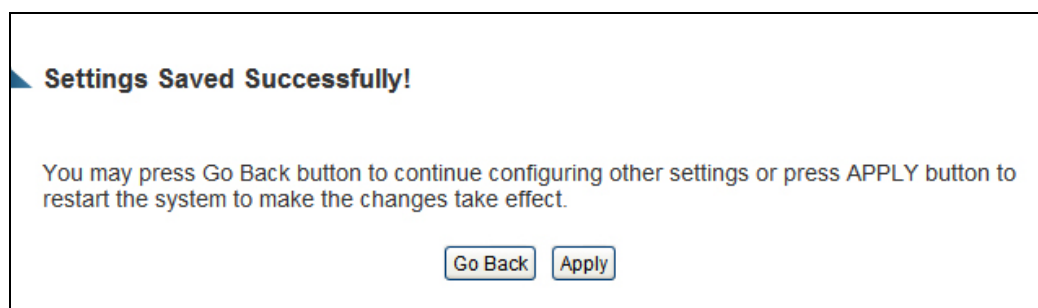 Settings Saved Successfully!
You may press Go Back button to continue configuring other settings or press APPLY button to
restart the system to make the changes take effect.
Go Back Apply